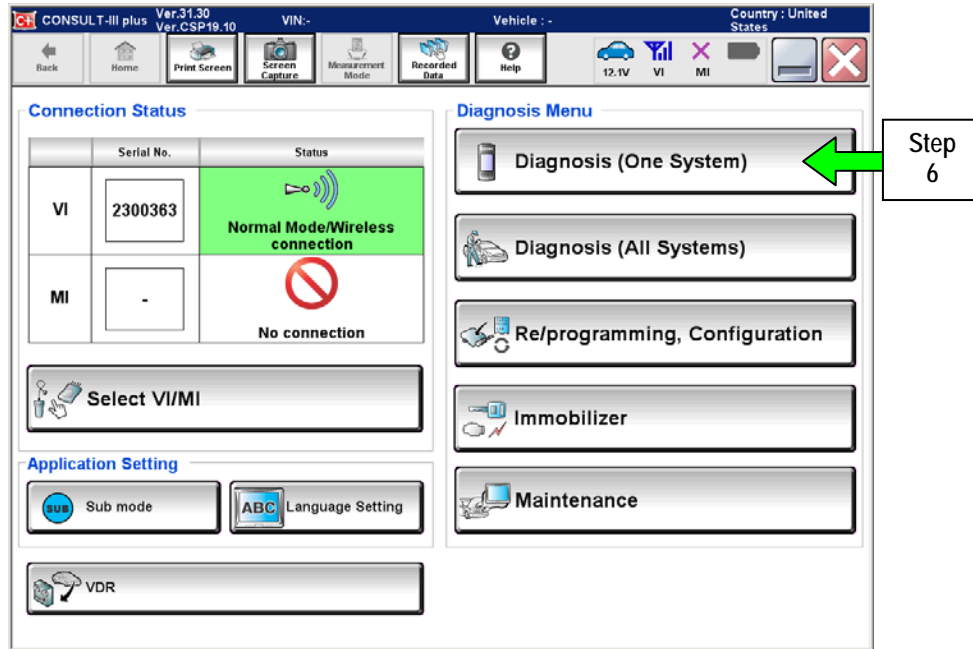 C+ CONSULT-III plus Ver.31.30 VIN:- Vehicle : - Country : United
Ver.CSP19.10 States
Back Home Print Screen Screen Capture Measurement Mode Recorded Data Help 12.1V VI MI
Connection Status
Serial No. Status
VI 2300363 Normal Mode/Wireless
connection
MI - No connection
Select VI/MI
Application Setting
SUB Sub mode ABC Language Setting
VDR
Diagnosis Menu
Diagnosis (One System)
Diagnosis (All Systems)
Re/programming, Configuration
Immobilizer
Maintenance
Step
6